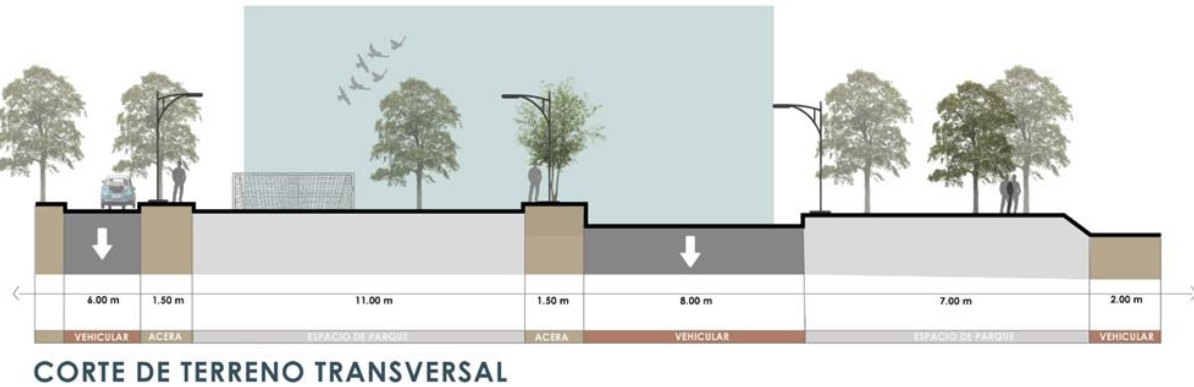 6.00 m 1.50 m 11.00 m 1.50 m 8.00 m 7.00 m 2.00 m
VEHICULAR ACERA ESPACIO DE PARQUE ACERA VEHICULAR ESPACIO DE PARQUE VEHICULAR
CORTE DE TERRENO TRANSVERSAL